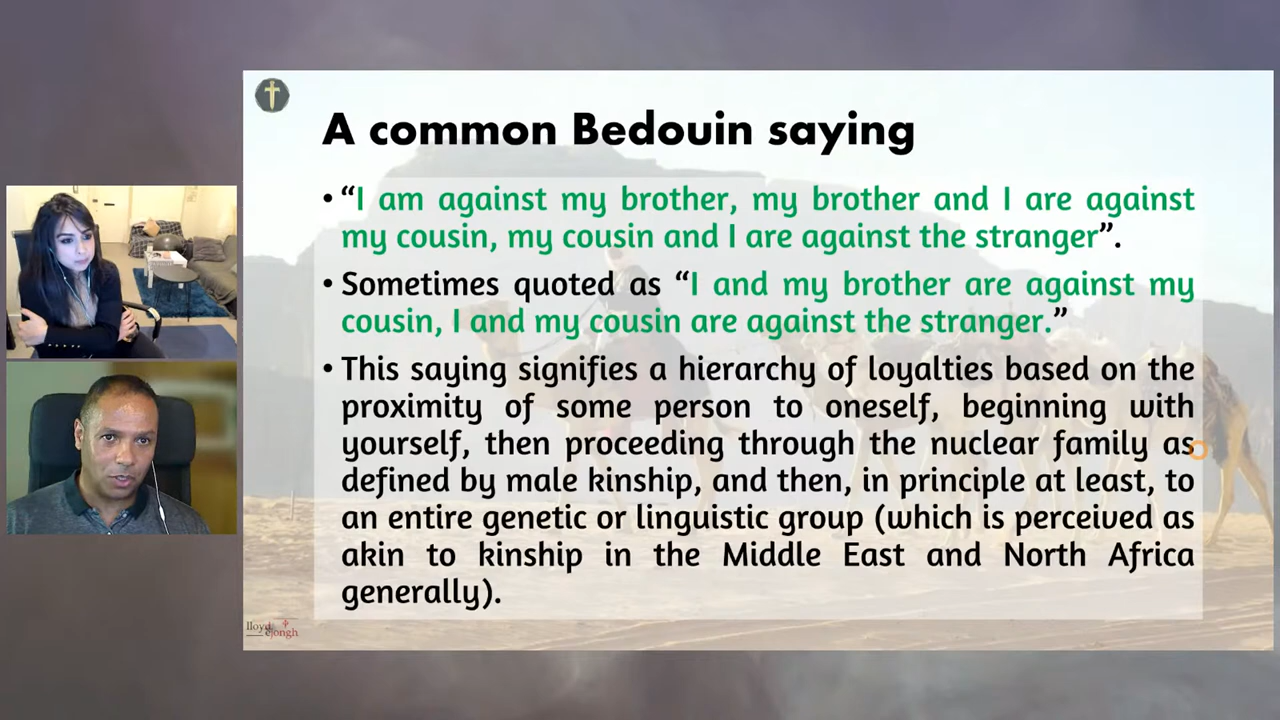 A common Bedouin saying
• “I am against my brother, my brother and I are against
my cousin, my cousin and I are against the stranger”.
• Sometimes quoted as “I and my brother are against my
cousin, I and my cousin are against the stranger.”
• This saying signifies a hierarchy of loyalties based on the
proximity of some person to oneself, beginning with
yourself, then proceeding through the nuclear family as
defined by male kinship, and then, in principle at least, to
an entire genetic or linguistic group (which is perceived as
akin to kinship in the Middle East and North Africa
generally).
lloyd
dejongh